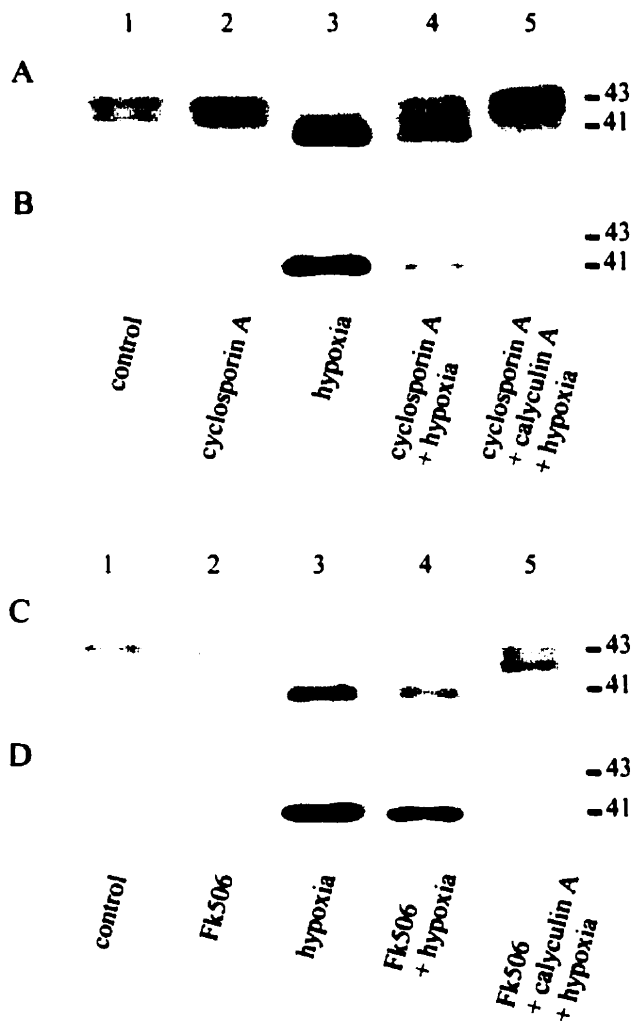 1 2 3 4 5
A
43
41
B
43
41
control
cyclosporin A
hypoxia
cyclosporin A
+ hypoxia
cyclosporin A
+ calyculin A
+ hypoxia
1 2 3 4 5
C
43
41
D
43
41
control
Fk506
hypoxia
Fk506
+ hypoxia
Fk506
+ calyculin A
+ hypoxia